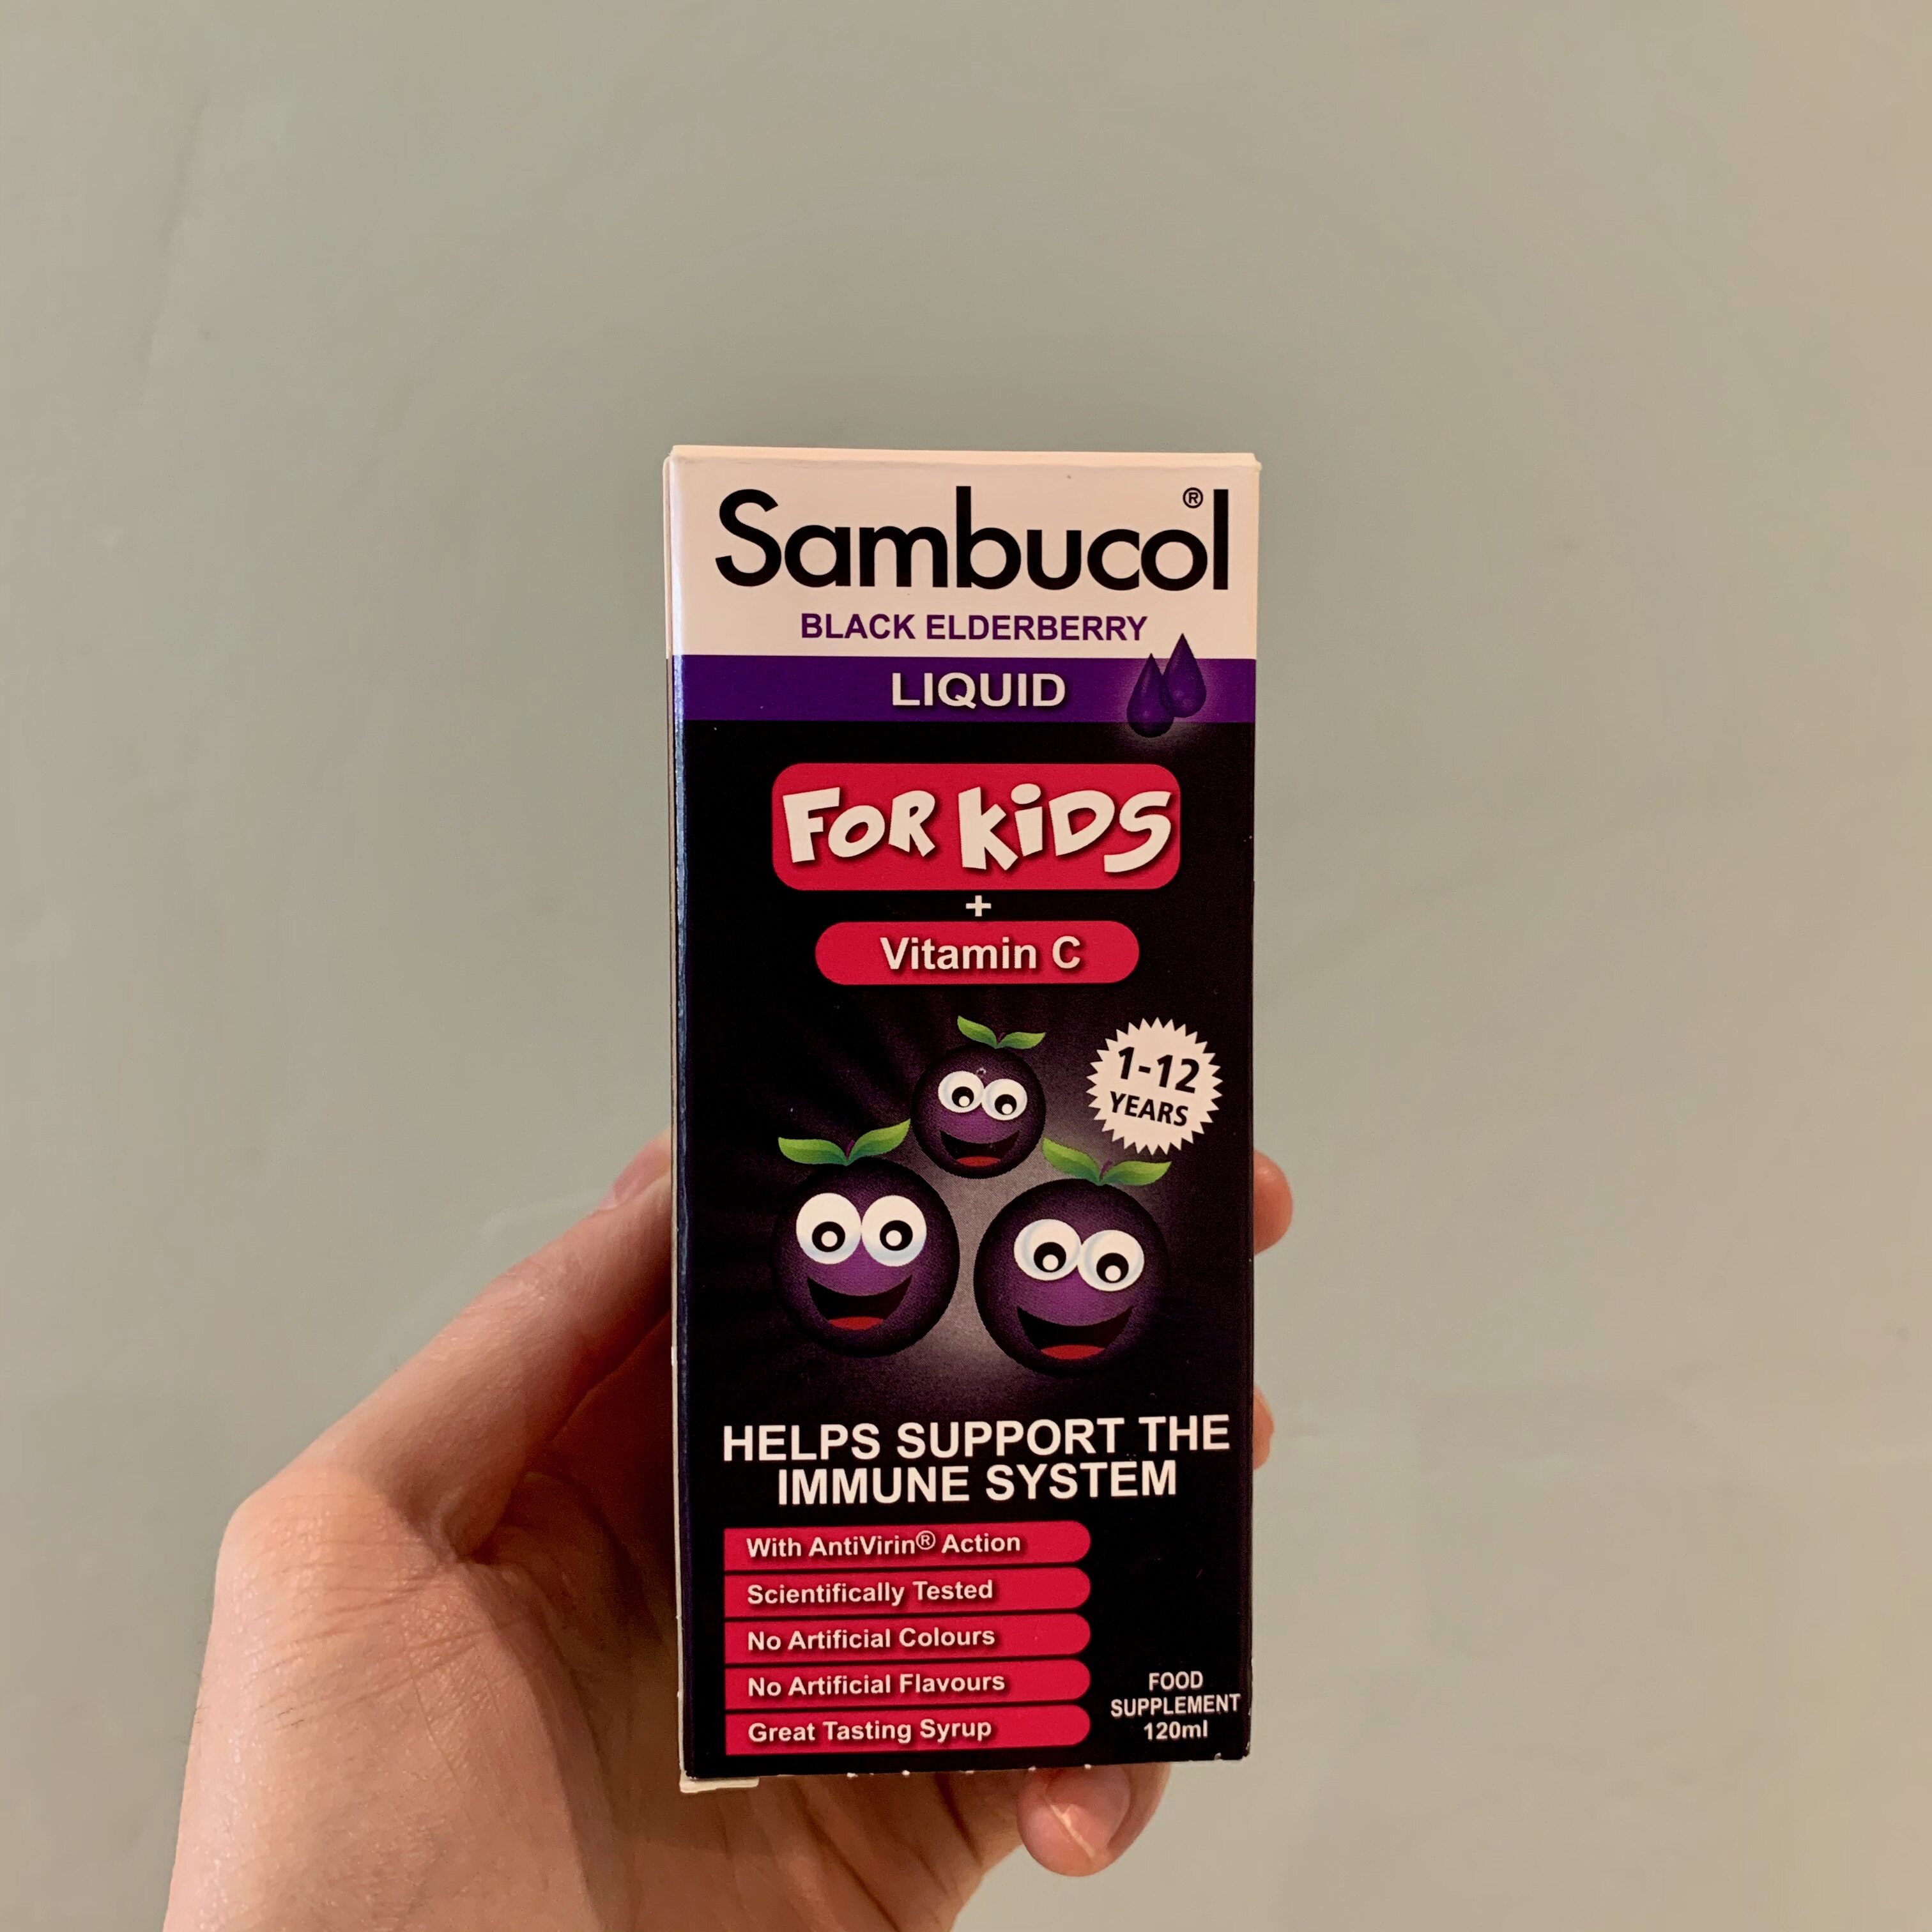 Sambucol®
BLACK ELDERBERRY
LIQUID
FOR KiDS
+
Vitamin C
1-12
YEARS
HELPS SUPPORT THE
IMMUNE SYSTEM
With AntiVirin® Action
Scientifically Tested
No Artificial Colours
No Artificial Flavours
Great Tasting Syrup
FOOD
SUPPLEMENT
120ml